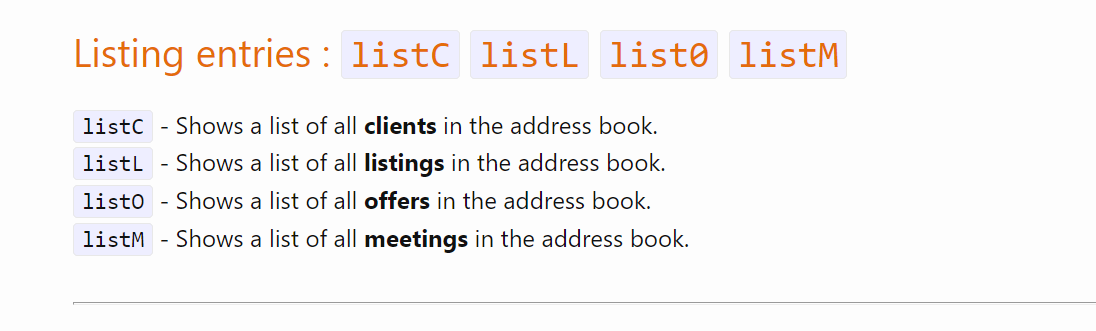 Listing entries : listC listL list0 listM
listC - Shows a list of all clients in the address book.
listL - Shows a list of all listings in the address book.
listO - Shows a list of all offers in the address book.
listM - Shows a list of all meetings in the address book.